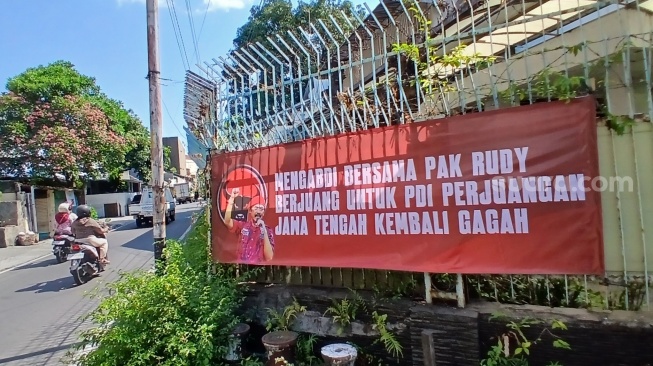 MENGABDI BERSAMA PAK RUDY
BERJUANG UNTUK PDI PERJUANGAN
JAWA TENGAH KEMBALI GAGAH